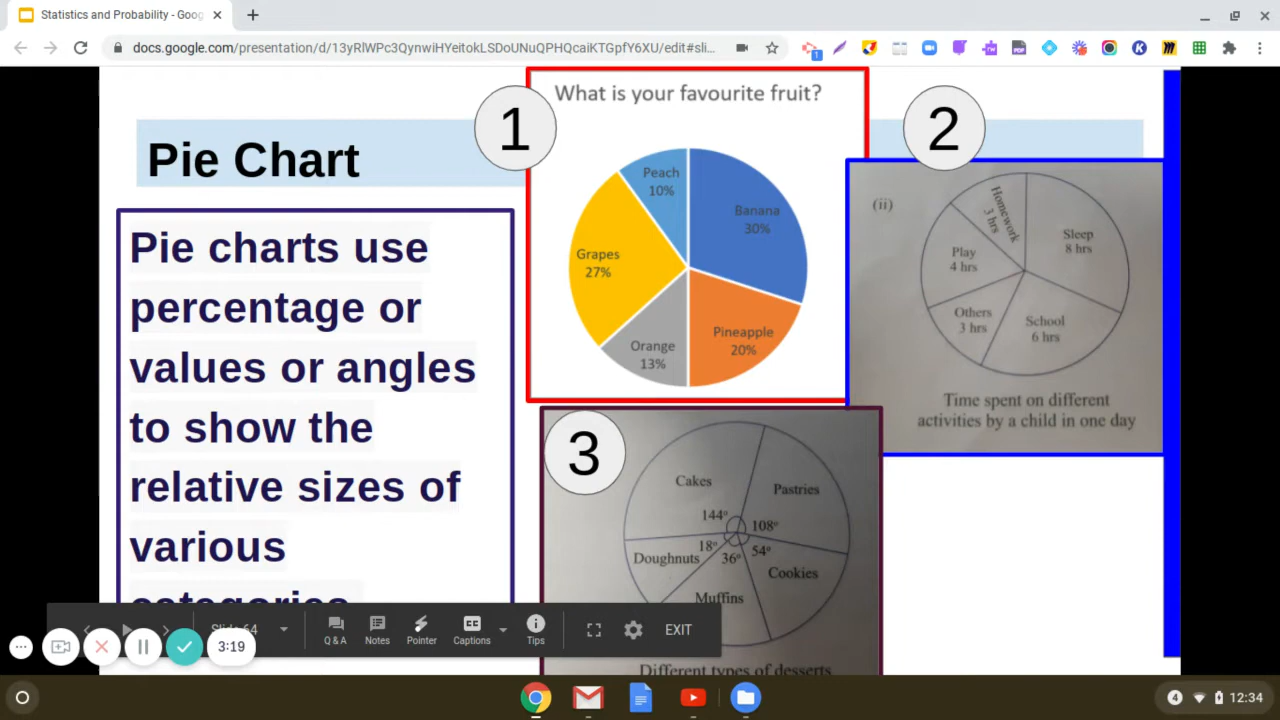 Statistics and Probability - Goog
docs.google.com/presentation/d/13yRlWPc3QynwiHYeitbkLSDoUNuQPHQcaiKTGpfY6XU/edit#sli...
1
Pie Chart
Pie charts use
percentage or
values or angles
to show the
relative sizes of
various
categories
1
What is your favourite fruit?
Peach
10%
Banana
30%
Grapes
27%
Orange
13%
Pineapple
20%
2
(ii)
Homework
3 hrs
Sleep
8 hrs
Play
4 hrs
Others
3 hrs
School
6 hrs
Time spent on different
activities by a child in one day
3
Cakes
144°
Pastries
108°
Doughnuts
18°
36°
54°
Cookies
Muffins
Different types of desserts
Slide 64
Q & A
Notes
Pointer
CC
Captions
Tips
EXIT
3:19
4
12:34